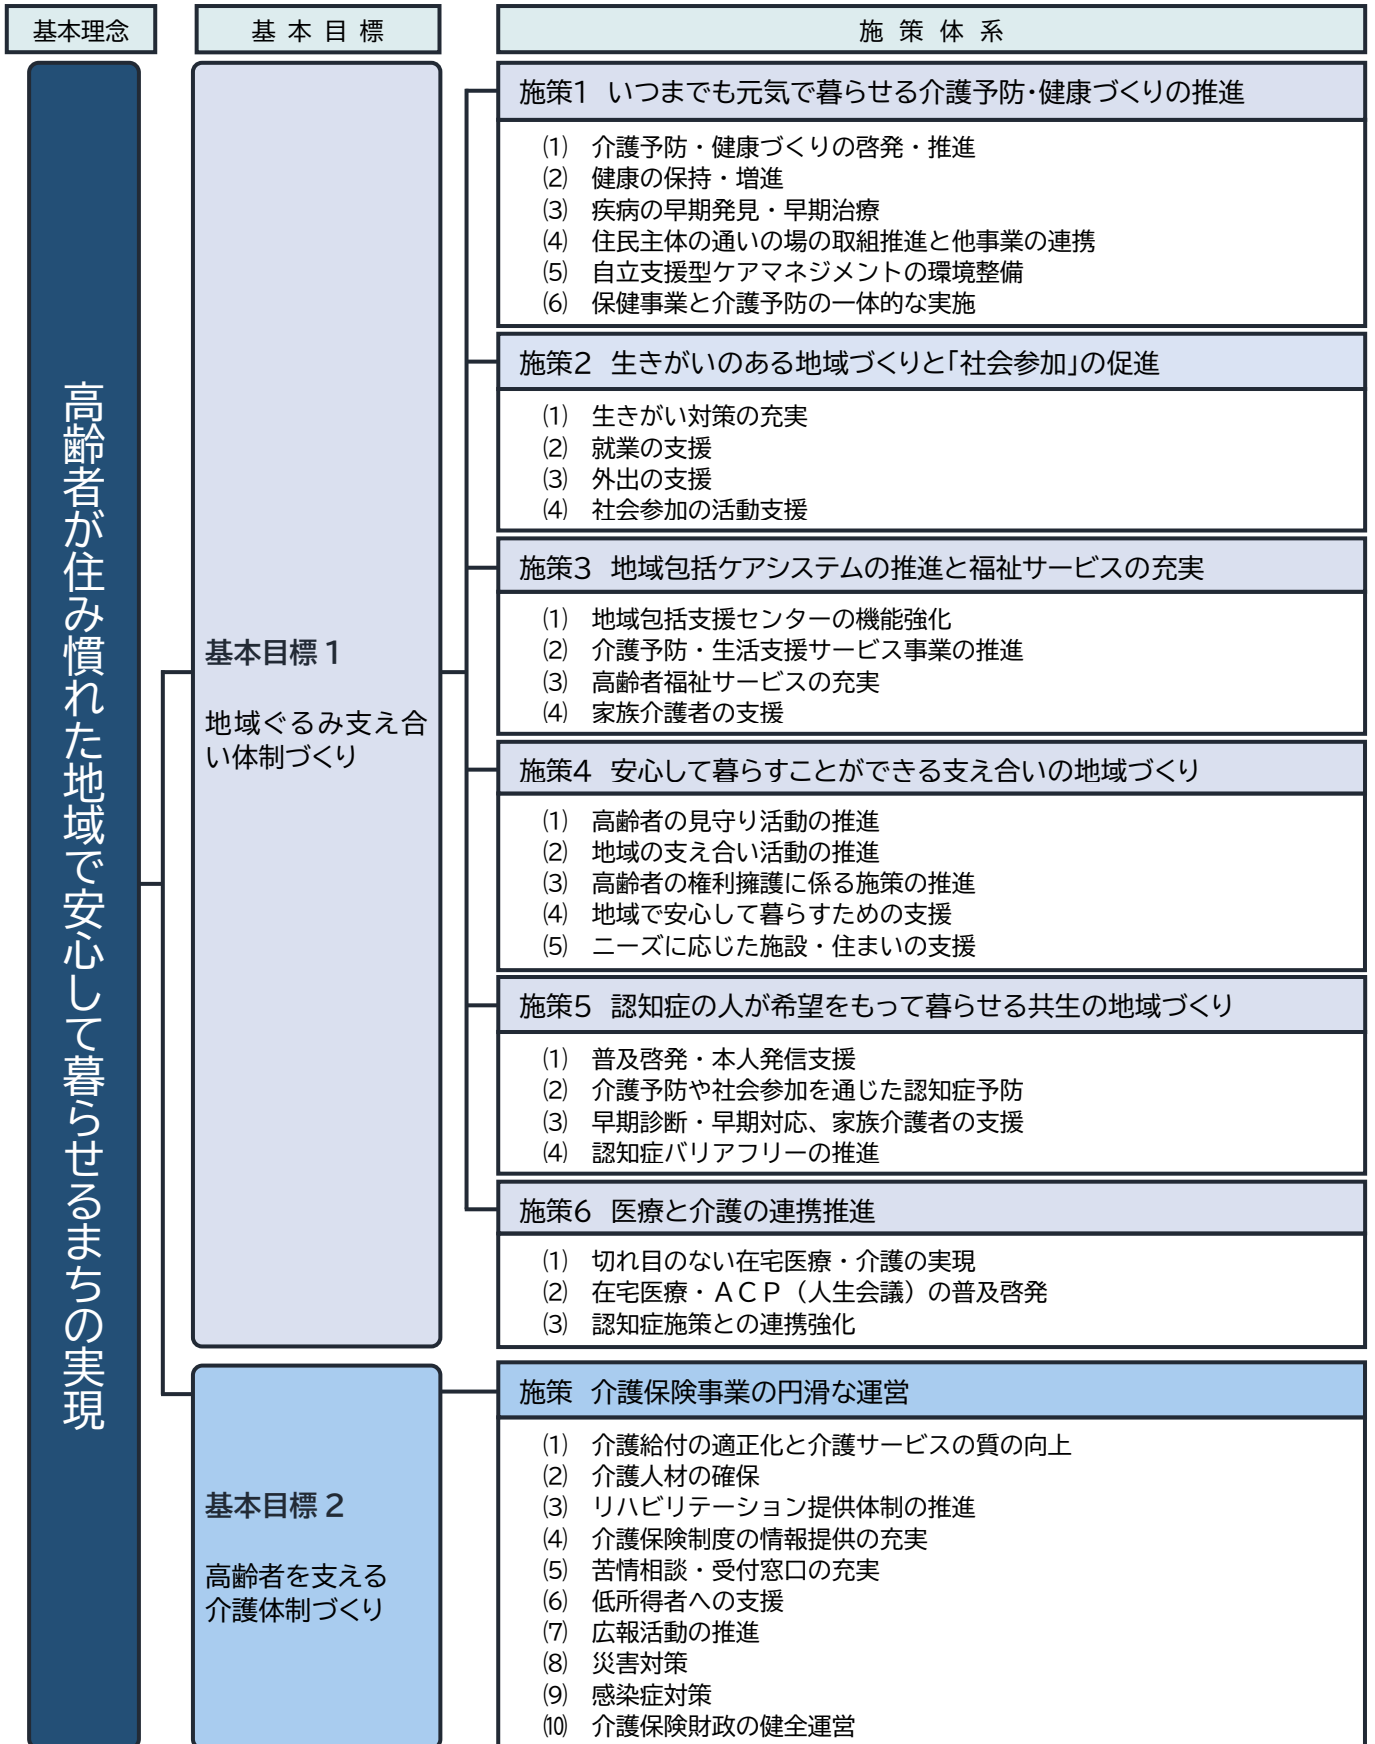 基本理念
基本目標
施策体系
高齢者が住み慣れた地域で安心して暮らせるまちの実現
基本目標1
地域ぐるみ支え合
い体制づくり
施策1 いつまでも元気で暮らせる介護予防・健康づくりの推進
⑴ 介護予防・健康づくりの啓発・推進
⑵ 健康の保持・増進
⑶ 疾病の早期発見・早期治療
⑷ 住民主体の通いの場の取組推進と他事業の連携
⑸ 自立支援型ケアマネジメントの環境整備
⑹ 保健事業と介護予防の一体的な実施
施策2 生きがいのある地域づくりと「社会参加」の促進
⑴ 生きがい対策の充実
⑵ 就業の支援
⑶ 外出の支援
⑷ 社会参加の活動支援
施策3 地域包括ケアシステムの推進と福祉サービスの充実
⑴ 地域包括支援センターの機能強化
⑵ 介護予防・生活支援サービス事業の推進
⑶ 高齢者福祉サービスの充実
⑷ 家族介護者の支援
施策4 安心して暮らすことができる支え合いの地域づくり
⑴ 高齢者の見守り活動の推進
⑵ 地域の支え合い活動の推進
⑶ 高齢者の権利擁護に係る施策の推進
⑷ 地域で安心して暮らすための支援
⑸ ニーズに応じた施設・住まいの支援
施策5 認知症の人が希望をもって暮らせる共生の地域づくり
⑴ 普及啓発・本人発信支援
⑵ 介護予防や社会参加を通じた認知症予防
⑶ 早期診断・早期対応、家族介護者の支援
⑷ 認知症バリアフリーの推進
施策6 医療と介護の連携推進
⑴ 切れ目のない在宅医療・介護の実現
⑵ 在宅医療・ACP（人生会議）の普及啓発
⑶ 認知症施策との連携強化
基本目標2
高齢者を支える
介護体制づくり
施策 介護保険事業の円滑な運営
⑴ 介護給付の適正化と介護サービスの質の向上
⑵ 介護人材の確保
⑶ リハビリテーション提供体制の推進
⑷ 介護保険制度の情報提供の充実
⑸ 苦情相談・受付窓口の充実
⑹ 低所得者への支援
⑺ 広報活動の推進
⑻ 災害対策
⑼ 感染症対策
⑽ 介護保険財政の健全運営